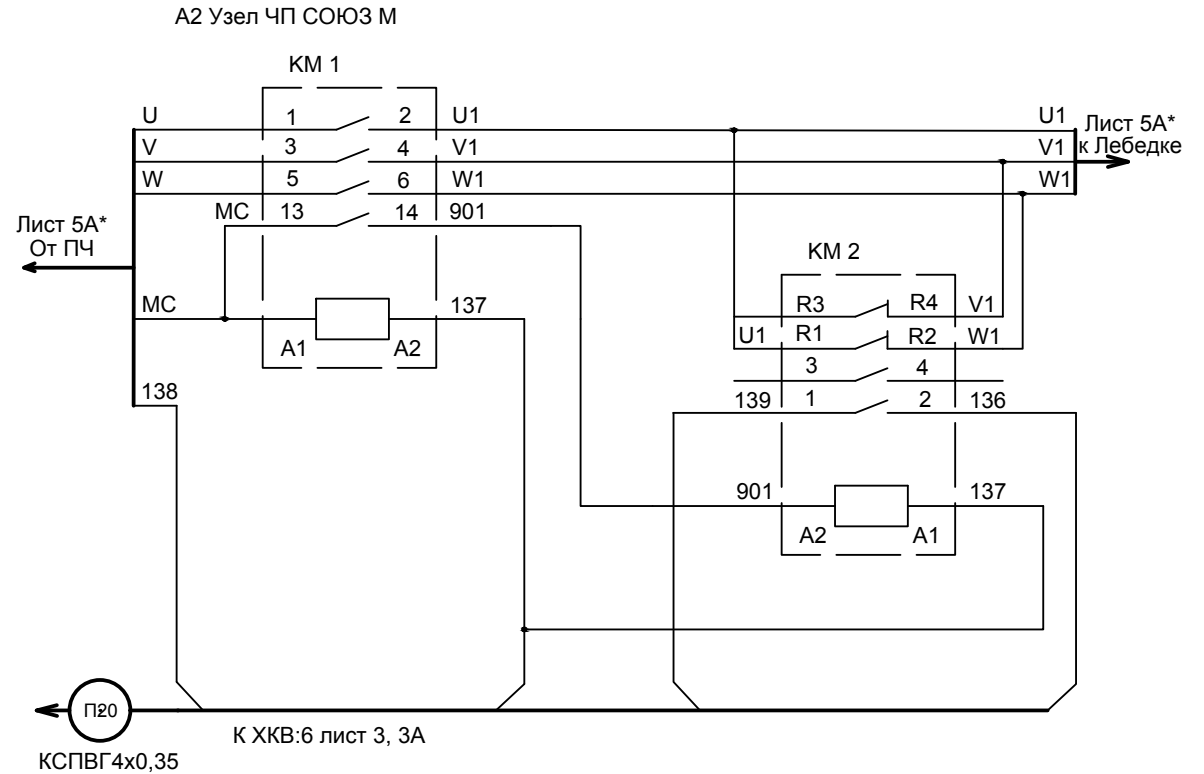 А2 Узел ЧП СОЮЗ М
КМ 1
U 1 2 U1 U1
V 3 4 V1 V1
W 5 6 W1 W1
Лист 5А*
к Лебедке
МС 13 14 901
Лист 5А*
От ПЧ
КМ 2
МС 137
А1 А2
R3 R4 V1
U1 R1 R2 W1
3 4
138
139 1 2 136
901 137
А2 А1
П20
К ХКВ:6 лист 3, 3А
КСПВГ4х0,35